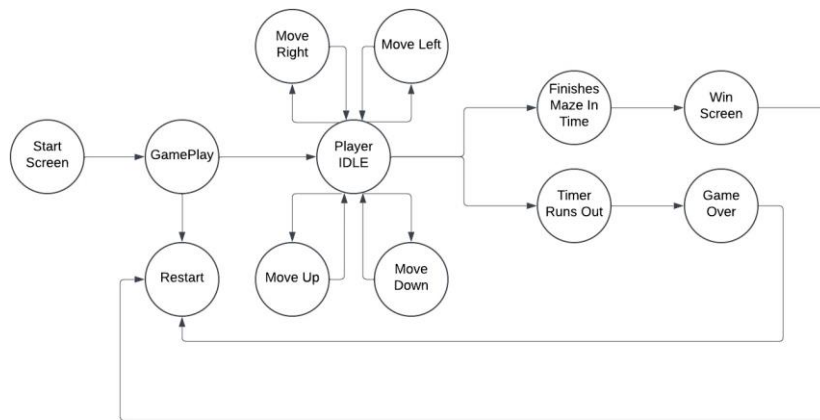 Move
Right
Move Left
Finishes
Maze In
Time
Win
Screen
Start
Screen
GamePlay
Player
IDLE
Timer
Runs Out
Game
Over
Restart
Move Up
Move
Down